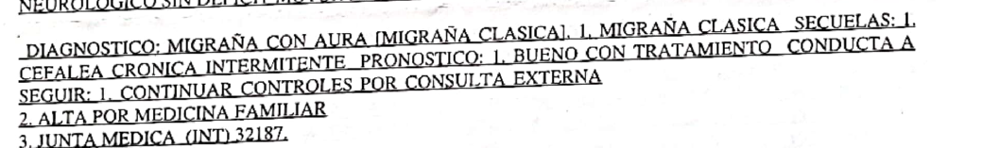 NEUROLOGICO SIN DEFICIT
DIAGNOSTICO: MIGRAÑA CON AURA [MIGRAÑA CLASICA]. 1. MIGRAÑA CLASICA SECUELAS: 1.
CEFALEA CRONICA INTERMITENTE PRONOSTICO: 1. BUENO CON TRATAMIENTO CONDUCTA A
SEGUIR: 1. CONTINUAR CONTROLES POR CONSULTA EXTERNA
2. ALTA POR MEDICINA FAMILIAR
3. JUNTA MEDICA (INT) 32187.